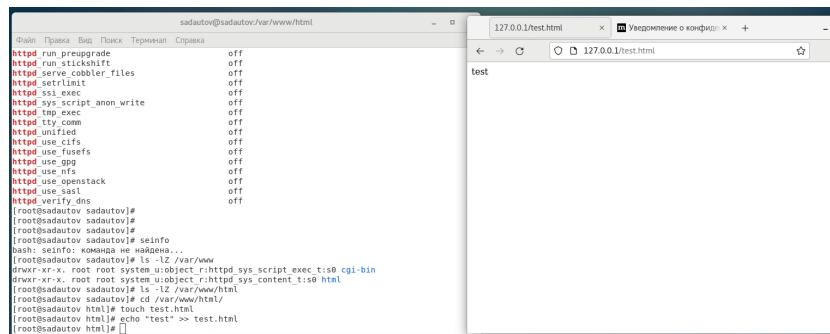 sadautov@sadautov:/var/www/html
Файл Правка Вид Поиск Терминал Справка
httpd_run_preupgrade off
httpd_run_stickshift off
httpd_serve_cobbler_files off
httpd_setrlimit off
httpd_ssi_exec off
httpd_sys_script_anon_write off
httpd_tmp_exec off
httpd_tty_comm off
httpd_unified off
httpd_use_cifs off
httpd_use_fusefs off
httpd_use_gpg off
httpd_use_nfs off
httpd_use_openstack off
httpd_use_sasl off
httpd_verify_dns off
[root@sadautov sadautov]#
[root@sadautov sadautov]#
[root@sadautov sadautov]#
[root@sadautov sadautov]# seinfo
bash: seinfo: команда не найдена...
[root@sadautov sadautov]# ls -lZ /var/www
drwxr-xr-x. root root system_u:object_r:httpd_sys_script_exec_t:s0 cgi-bin
drwxr-xr-x. root root system_u:object_r:httpd_sys_content_t:s0 html
[root@sadautov sadautov]# ls -lZ /var/www/html
[root@sadautov sadautov]# cd /var/www/html/
[root@sadautov html]# touch test.html
[root@sadautov html]# echo "test" >> test.html
[root@sadautov html]#
127.0.0.1/test.html
Уведомление о конфиде
127.0.0.1/test.html
test